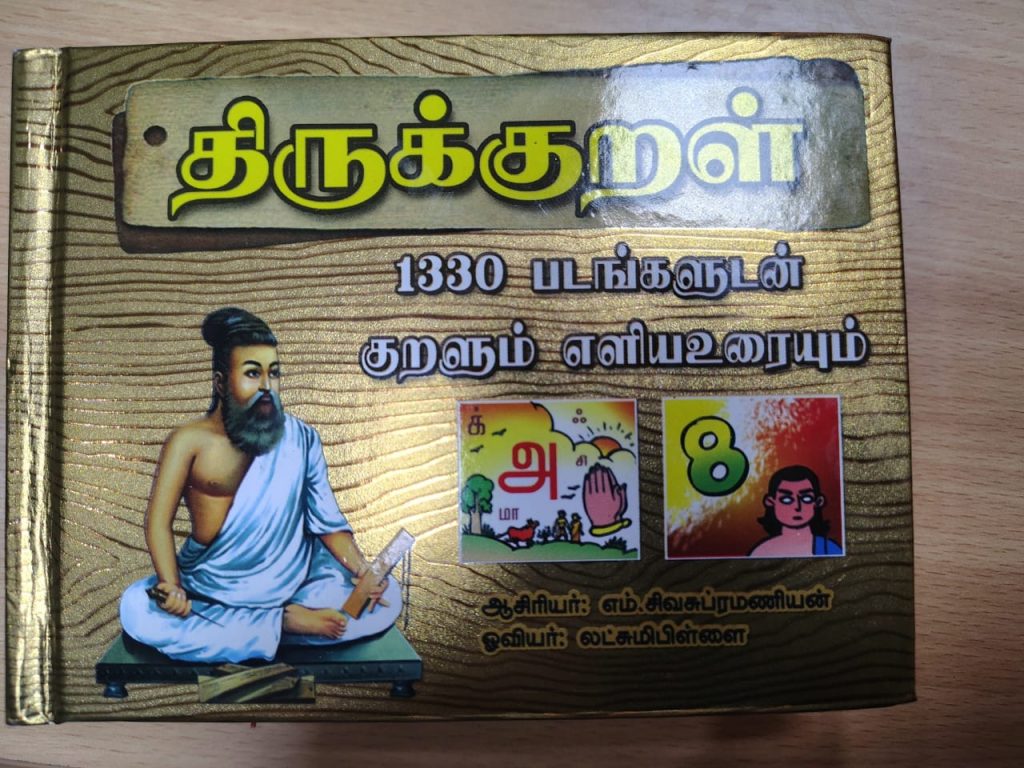 திருக்குறள்
1330 படங்களுடன்
குறளும் எளியஉரையும்
க் ஃ
அ சி
மா
8
ஆசிரியர்: எம்.சிவசுப்ரமணியன்
ஓவியர்: லட்சுமிபிள்ளை